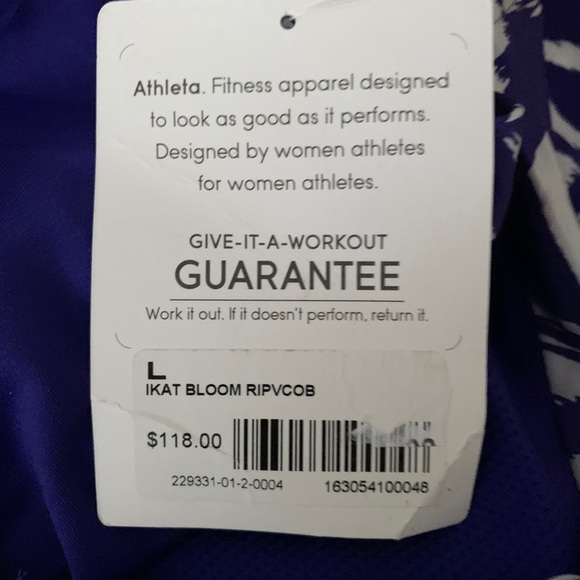 Athleta. Fitness apparel designed
to look as good as it performs.
Designed by women athletes
for women athletes.
GIVE-IT-A-WORKOUT
GUARANTEE
Work it out. If it doesn't perform, return it.
L
IKAT BLOOM RIPVCOB
$118.00
229331-01-2-0004 163054100048